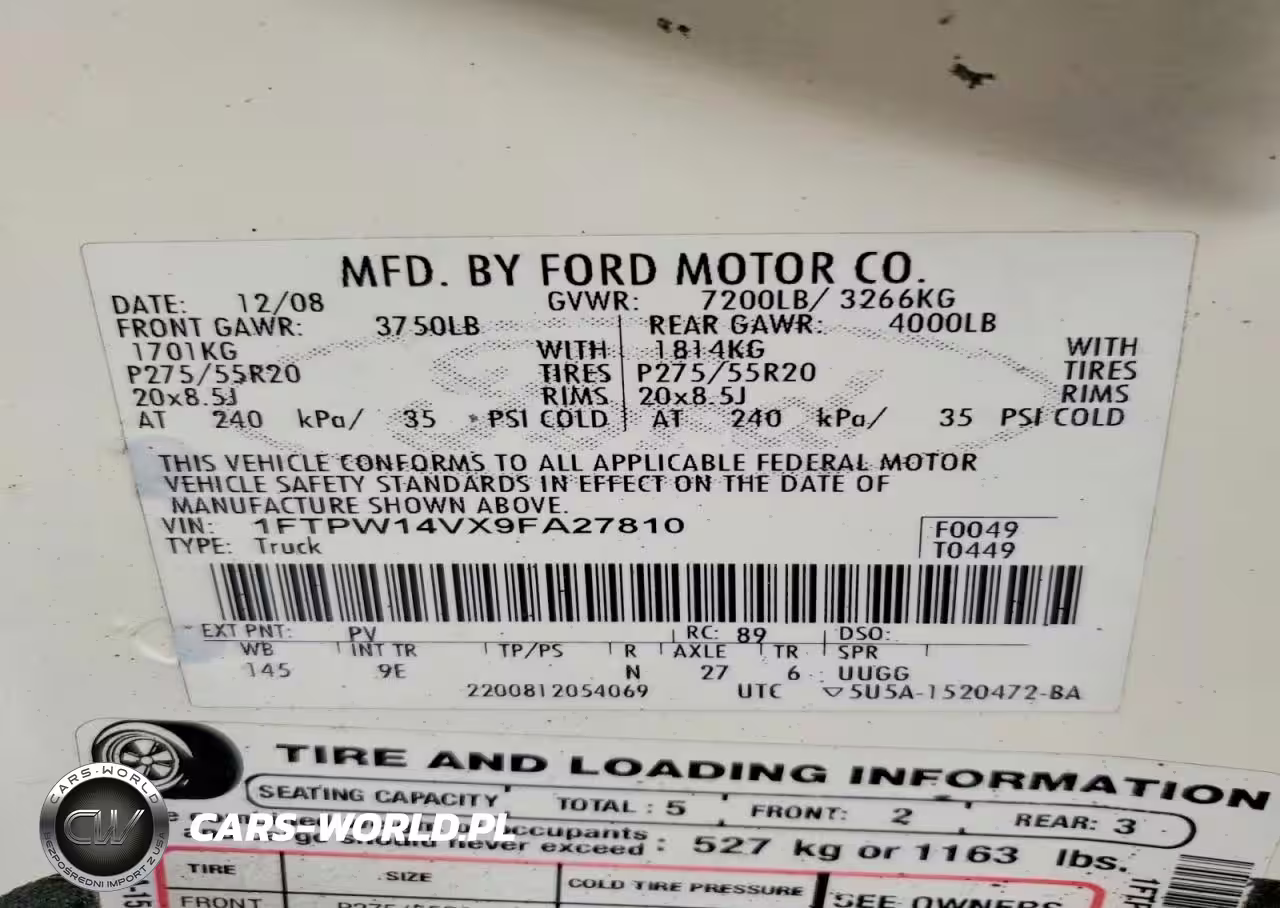 MFD. BY FORD MOTOR CO.
DATE: 12/08 GVWR: 7200LB/ 3266KG
FRONT GAWR: 3750LB REAR GAWR: 4000LB
1701KG WITH 1814KG WITH
P275/55R20 TIRES P275/55R20 TIRES
20x8.5J RIMS 20x8.5J RIMS
AT 240 kPa/ 35 PSI COLD AT 240 kPa/ 35 PSI COLD
THIS VEHICLE CONFORMS TO ALL APPLICABLE FEDERAL MOTOR
VEHICLE SAFETY STANDARDS IN EFFECT ON THE DATE OF
MANUFACTURE SHOWN ABOVE.
VIN: 1FTPW14VX9FA27810 F0049
TYPE: Truck T0449
EXT PNT: PV RC: 89 DSO:
WB INT TR TP/PS R AXLE TR SPR
145 9E N 27 6 UUGG
2200812054069 UTC ▽5U5A-1520472-BA
TIRE AND LOADING INFORMATION
SEATING CAPACITY TOTAL : 5 FRONT: 2 REAR: 3
occupants
should never exceed : 527 kg or 1163 lbs.
TIRE SIZE COLD TIRE PRESSURE SEE OWNERS
FRONT
CARS-WORLD
CW
BEZPOŚREDNI IMPORT Z USA
CARS-WORLD.PL